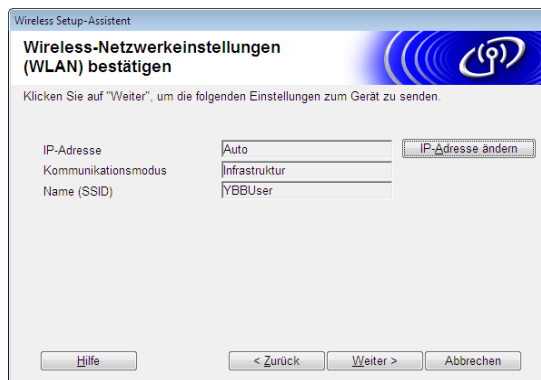 Wireless Setup-Assistent
Wireless-Netzwerkeinstellungen
(WLAN) bestätigen
Klicken Sie auf "Weiter", um die folgenden Einstellungen zum Gerät zu senden.
IP-Adresse Auto IP-Adresse ändern
Kommunikationsmodus Infrastruktur
Name (SSID) YBBUser
Hilfe < Zurück Weiter > Abbrechen